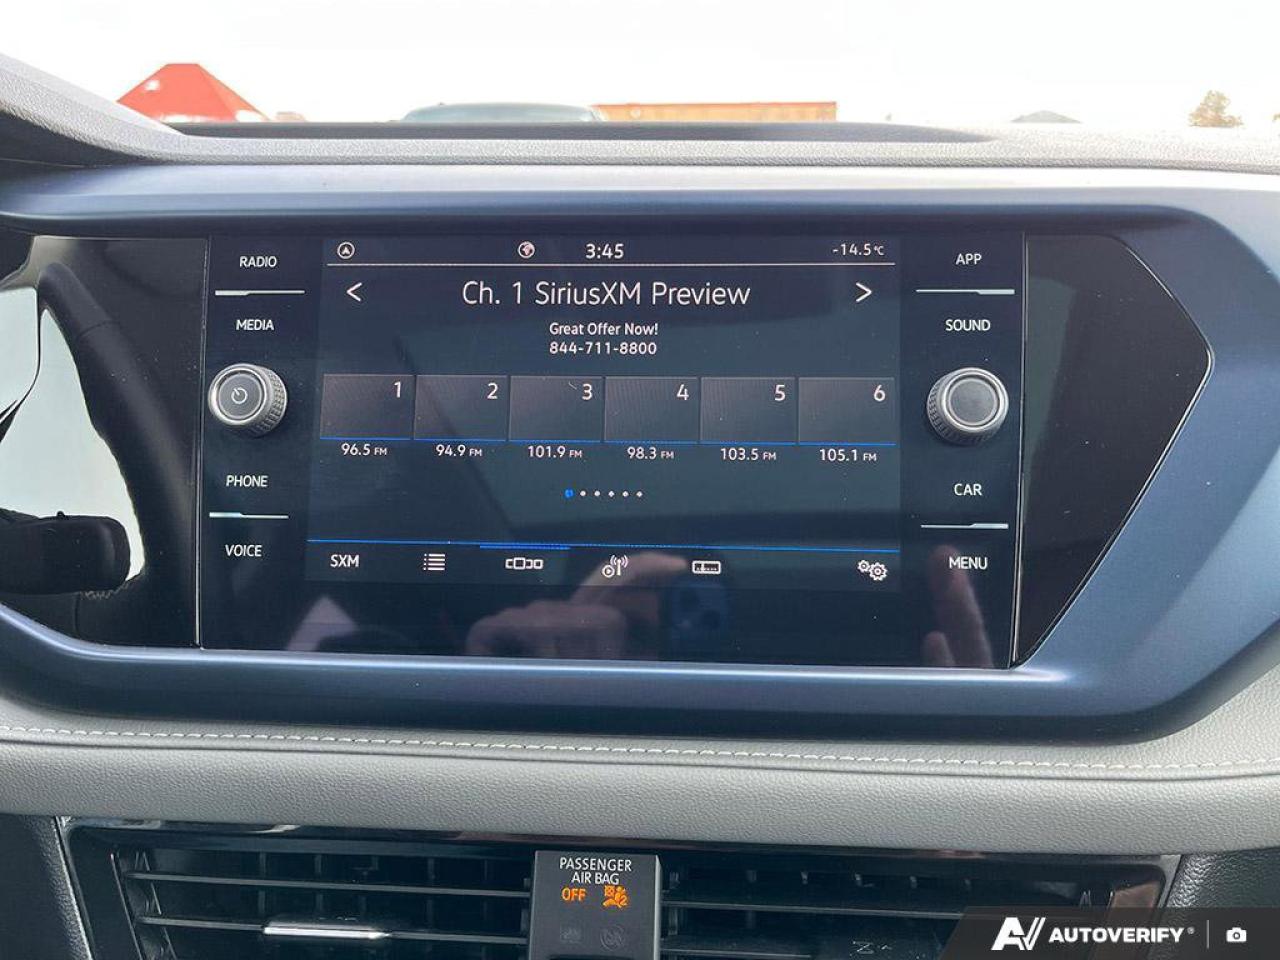 RADIO
MEDIA
PHONE
VOICE
3:45
-14.5°C
< Ch. 1 SiriusXM Preview >
Great Offer Now!
844-711-8800
1 2 3 4 5 6
96.5 FM 94.9 FM 101.9 FM 98.3 FM 103.5 FM 105.1 FM
SXM
APP
SOUND
CAR
MENU
PASSENGER
AIR BAG
OFF
AUTOVERIFY